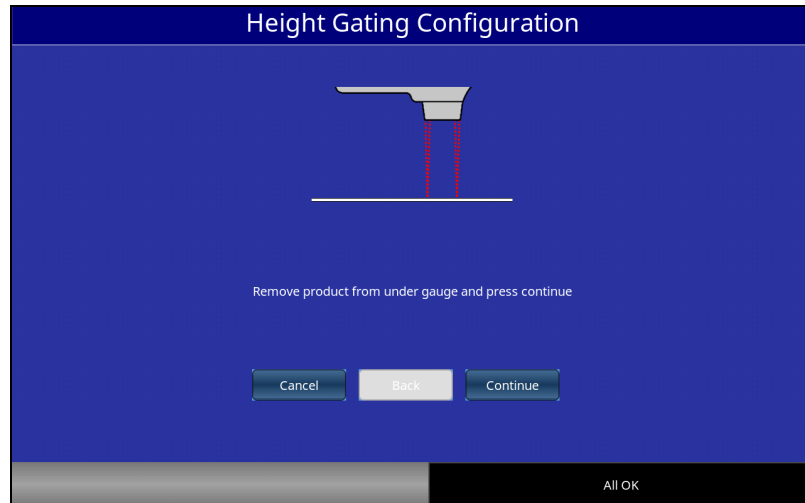 Height Gating Configuration
Remove product from under gauge and press continue
Cancel Back Continue
All OK